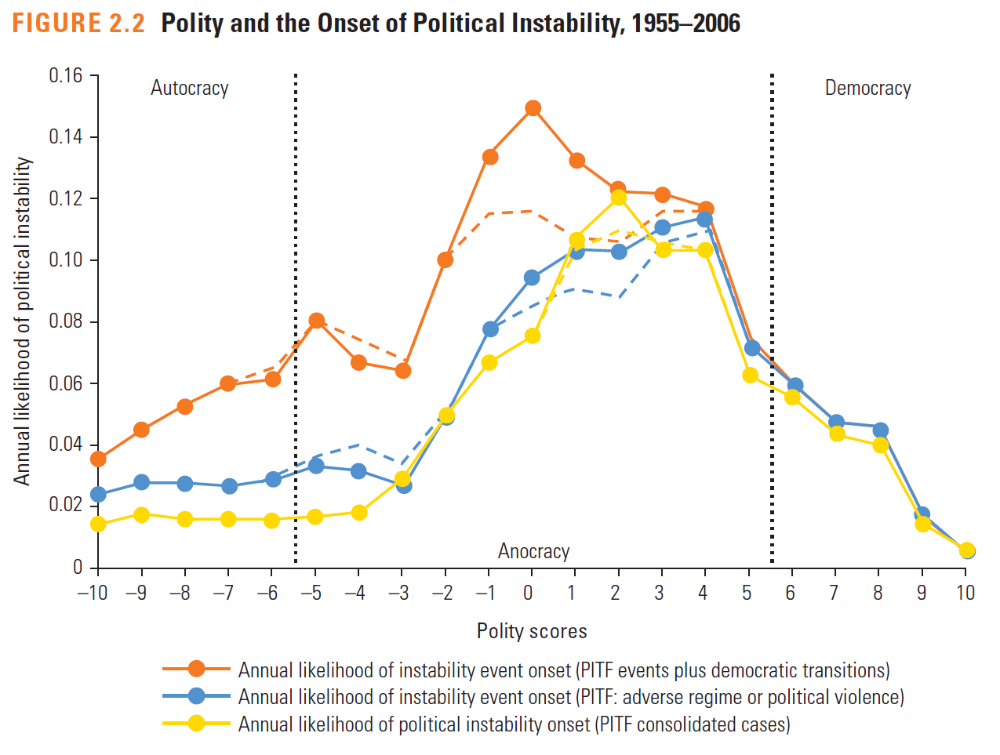 FIGURE 2.2 Polity and the Onset of Political Instability, 1955–2006
Annual likelihood of political instability
0.16
0.14
0.12
0.10
0.08
0.06
0.04
0.02
0
Autocracy
Democracy
Anocracy
–10 –9 –8 –7 –6 –5 –4 –3 –2 –1 0 1 2 3 4 5 6 7 8 9 10
Polity scores
Annual likelihood of instability event onset (PITF events plus democratic transitions)
Annual likelihood of instability event onset (PITF: adverse regime or political violence)
Annual likelihood of political instability onset (PITF consolidated cases)